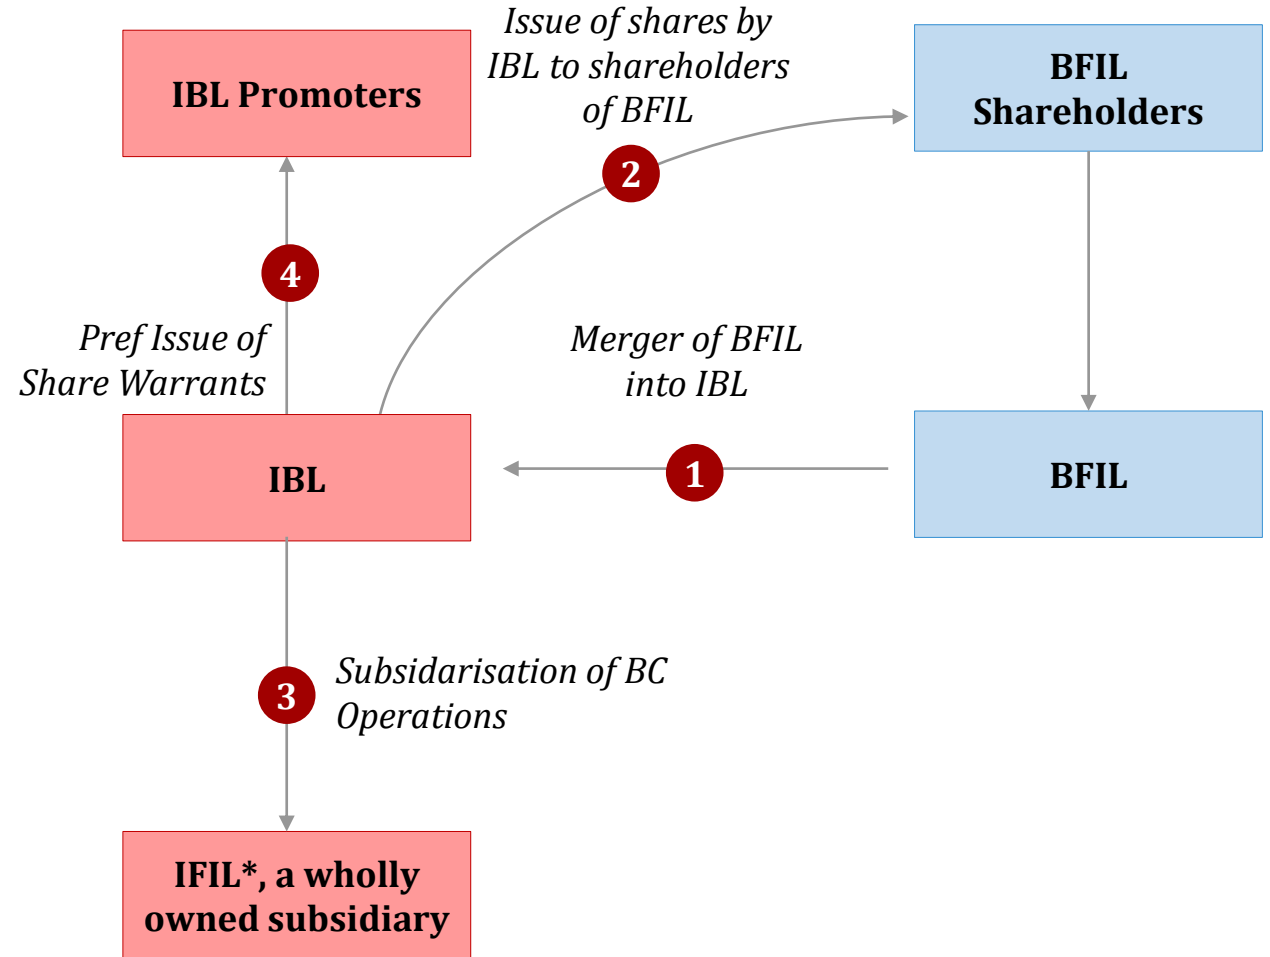 Issue of shares by
IBL to shareholders
of BFIL
IBL Promoters
BFIL
Shareholders
2
4
Pref Issue of
Share Warrants
Merger of BFIL
into IBL
IBL
1
BFIL
3
Subsidarisation of BC
Operations
IFIL*, a wholly
owned subsidiary